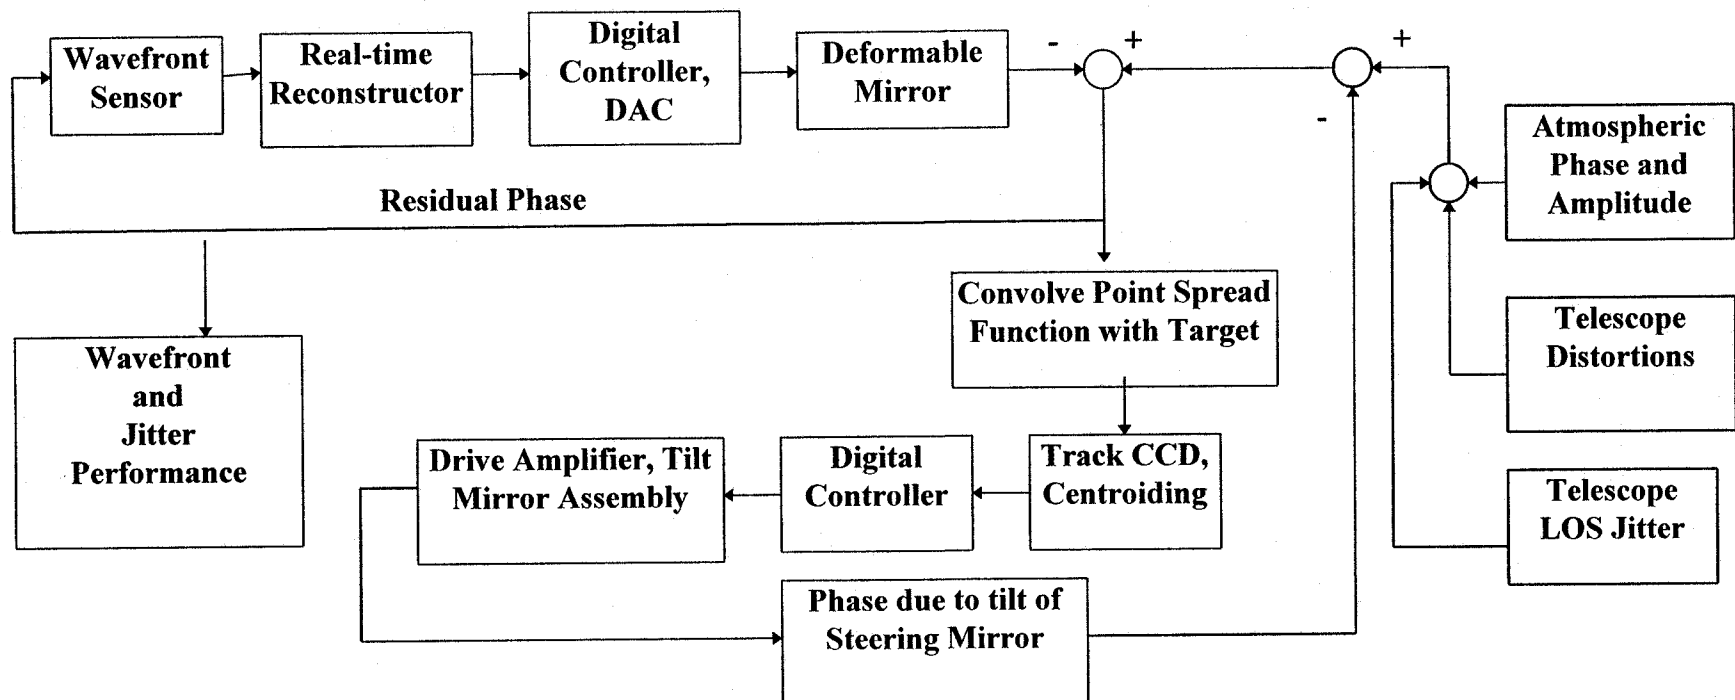 Wavefront
Sensor
Real-time
Reconstructor
Digital
Controller,
DAC
Deformable
Mirror
-
+
+
-
Atmospheric
Phase and
Amplitude
Residual Phase
Convolve Point Spread
Function with Target
Telescope
Distortions
Wavefront
and
Jitter
Performance
Drive Amplifier, Tilt
Mirror Assembly
Digital
Controller
Track CCD,
Centroiding
Telescope
LOS Jitter
Phase due to tilt of
Steering Mirror